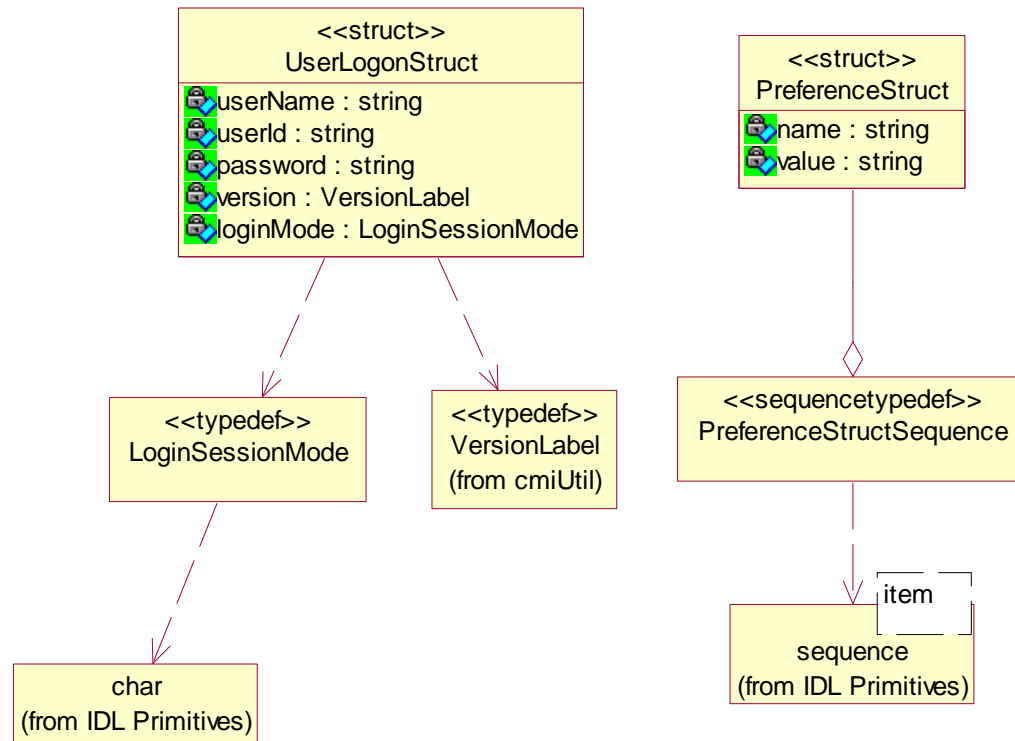 <<struct>>
UserLogonStruct
userName : string
userId : string
password : string
version : VersionLabel
loginMode : LoginSessionMode
<<struct>>
PreferenceStruct
name : string
value : string
<<typedef>>
LoginSessionMode
<<typedef>>
VersionLabel
(from cmiUtil)
<<sequencetypedef>>
PreferenceStructSequence
char
(from IDL Primitives)
item
sequence
(from IDL Primitives)